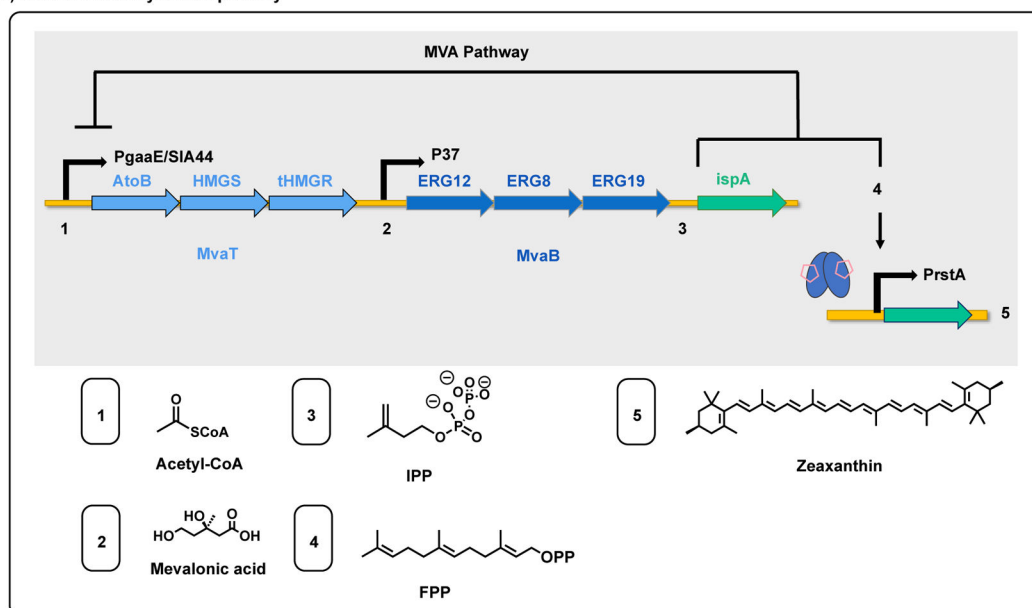 MVA Pathway
PgaaE/SIA44
P37
AtoB HMGS tHMGR ERG12 ERG8 ERG19 ispA
4
1 2 3
MvaT MvaB
PrstA
5
1
O
SCoA
Acetyl-CoA
3
O P O O O P O O
IPP
5
Zeaxanthin
2
HO HO O OH
Mevalonic acid
4
OPP
FPP